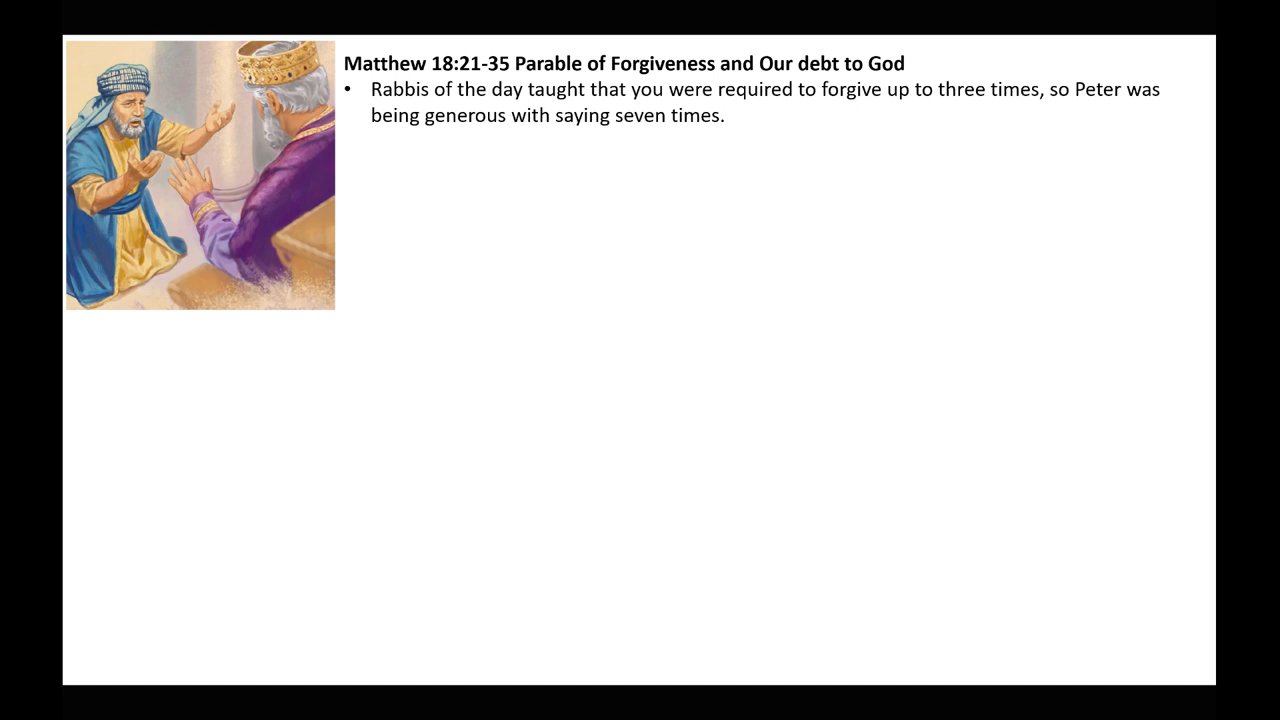 Matthew 18:21-35 Parable of Forgiveness and Our debt to God
• Rabbis of the day taught that you were required to forgive up to three times, so Peter was
being generous with saying seven times.